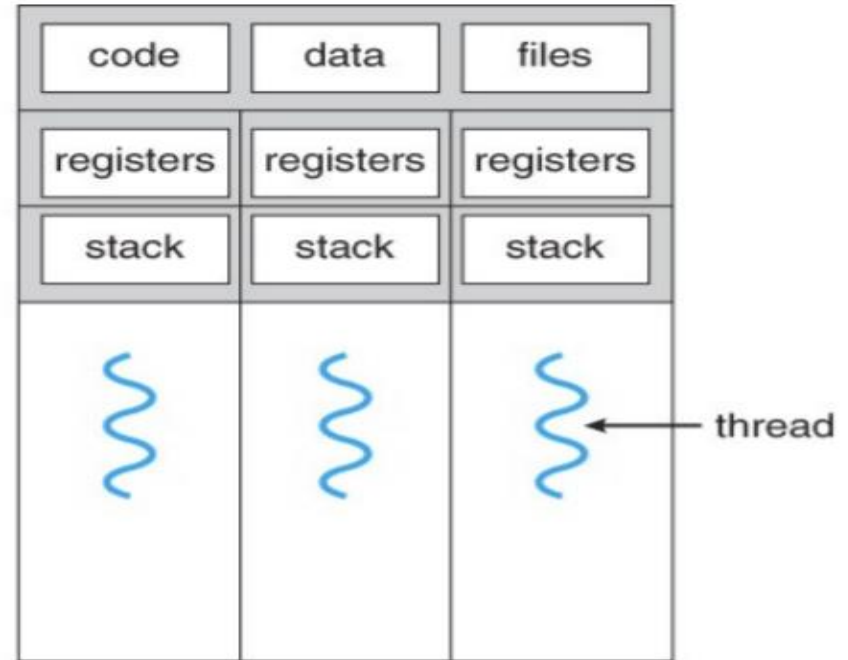 code data files
registers registers registers
stack stack stack
thread